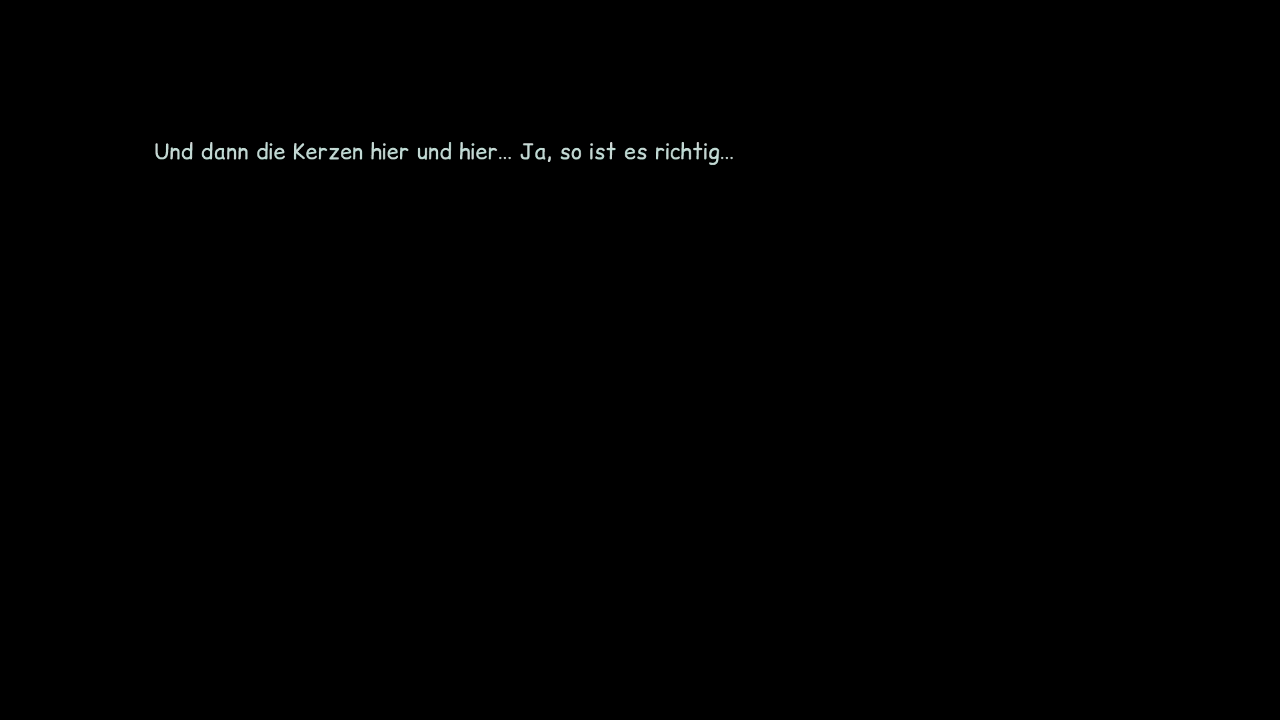 Und dann die Kerzen hier und hier... Ja, so ist es richtig...